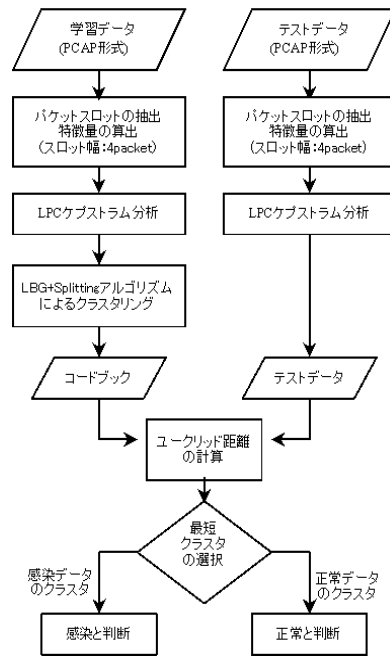 学習データ
(PCAP形式)
テストデータ
(PCAP形式)
パケットスロットの抽出
特徴量の算出
(スロット幅:4packet)
パケットスロットの抽出
特徴量の算出
(スロット幅:4packet)
LPCケプストラム分析
LPCケプストラム分析
LBG+Splittingアルゴリズム
によるクラスタリング
コードブック
テストデータ
ユークリッド距離
の計算
最短
クラスタ
の選択
感染データ
のクラスタ
正常データ
のクラスタ
感染と判断
正常と判断